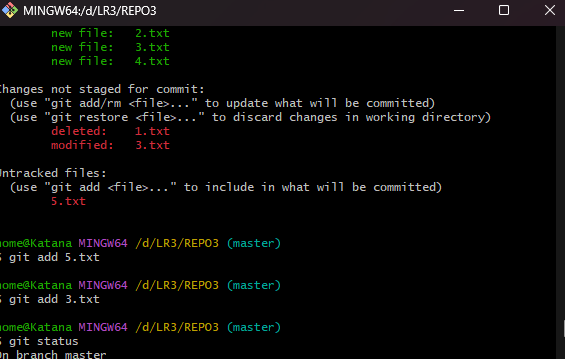 MINGW64:/d/LR3/REPO3
new file:   2.txt
new file:   3.txt
new file:   4.txt
Changes not staged for commit:
(use "git add/rm <file>..." to update what will be committed)
(use "git restore <file>..." to discard changes in working directory)
deleted:    1.txt
modified:   3.txt
Untracked files:
(use "git add <file>..." to include in what will be committed)
5.txt
home@Katana MINGW64 /d/LR3/REPO3 (master)
$ git add 5.txt
home@Katana MINGW64 /d/LR3/REPO3 (master)
$ git add 3.txt
home@Katana MINGW64 /d/LR3/REPO3 (master)
$ git status
On branch master